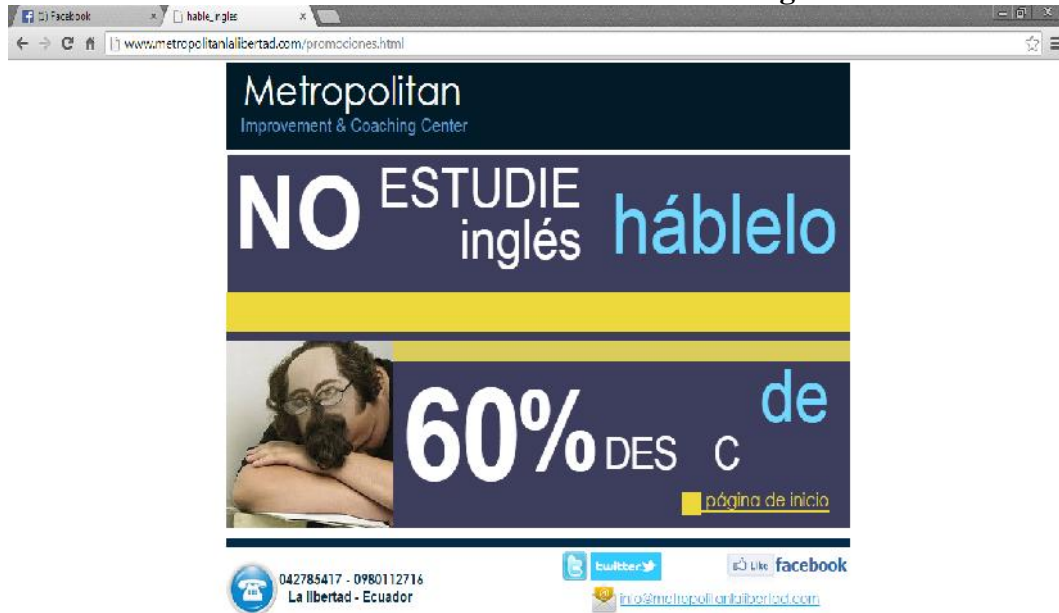 (1) Facebook
hable_ingles
www.metropolitanlalibertad.com/promociones.html
Metropolitan
Improvement & Coaching Center
NO ESTUDIE inglés háblelo
60% DES C de
página de inicio
042785417 - 0980112716
La libertad - Ecuador
twitter
Like facebook
info@metropolitanlalibertad.com